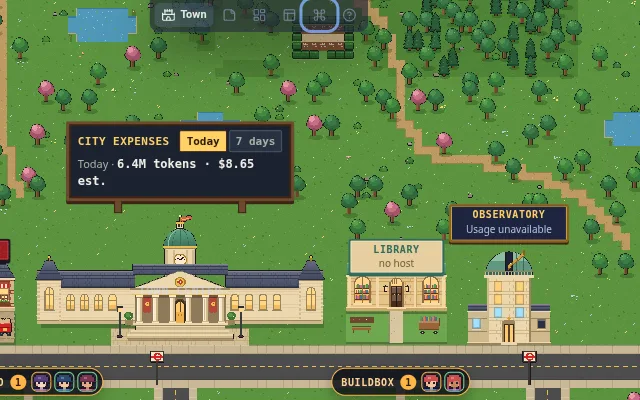 Town
CITY EXPENSES Today 7 days
Today · 6.4M tokens · $8.65
est.
OBSERVATORY
Usage unavailable
LIBRARY
no host
1
BUILDBOX 1